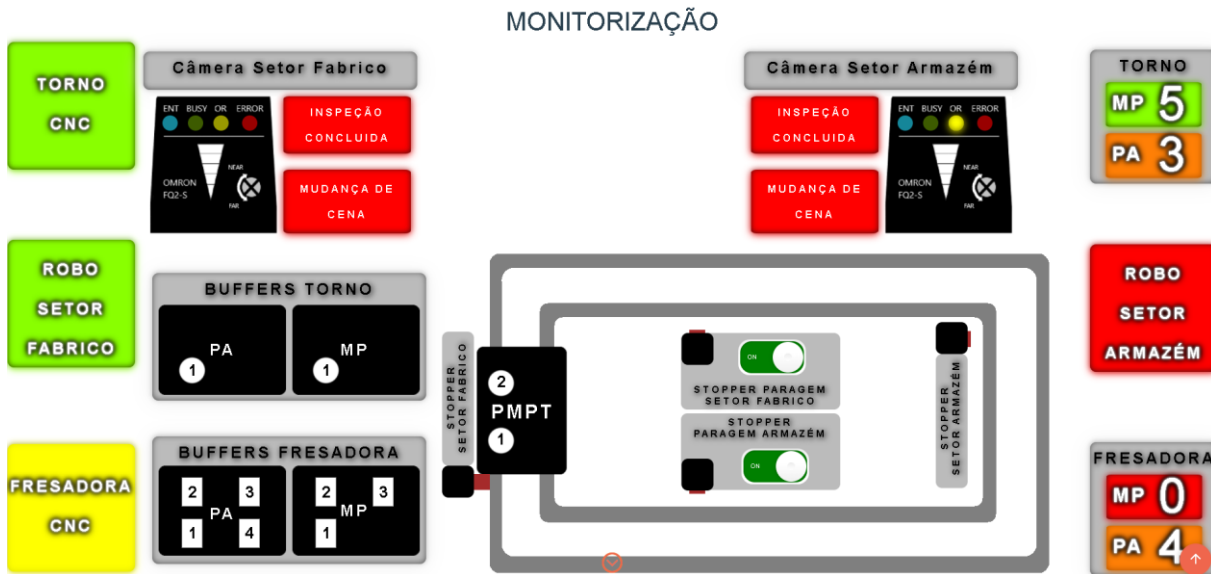 MONITORIZAÇÃO
TORNO
CNC
Câmera Setor Fabrico
ENT BUSY OR ERROR
NEAR
OMRON
FQ2-S
FAR
INSPEÇÃO
CONCLUIDA
MUDANÇA DE
CENA
Câmera Setor Armazém
INSPEÇÃO
CONCLUIDA
MUDANÇA DE
CENA
ENT BUSY OR ERROR
NEAR
OMRON
FQ2-S
FAR
TORNO
MP 5
PA 3
ROBO
SETOR
FABRICO
BUFFERS TORNO
PA
1
MP
1
STOPPER
SETOR FABRICO
2
PMPT
1
ON
STOPPER PARAGEM
SETOR FABRICO
STOPPER
PARAGEM ARMAZÉM
ON
STOPPER
SETOR ARMAZÉM
ROBO
SETOR
ARMAZÉM
FRESADORA
CNC
BUFFERS FRESADORA
2 3
PA
1 4
2 3
MP
1
FRESADORA
MP 0
PA 4